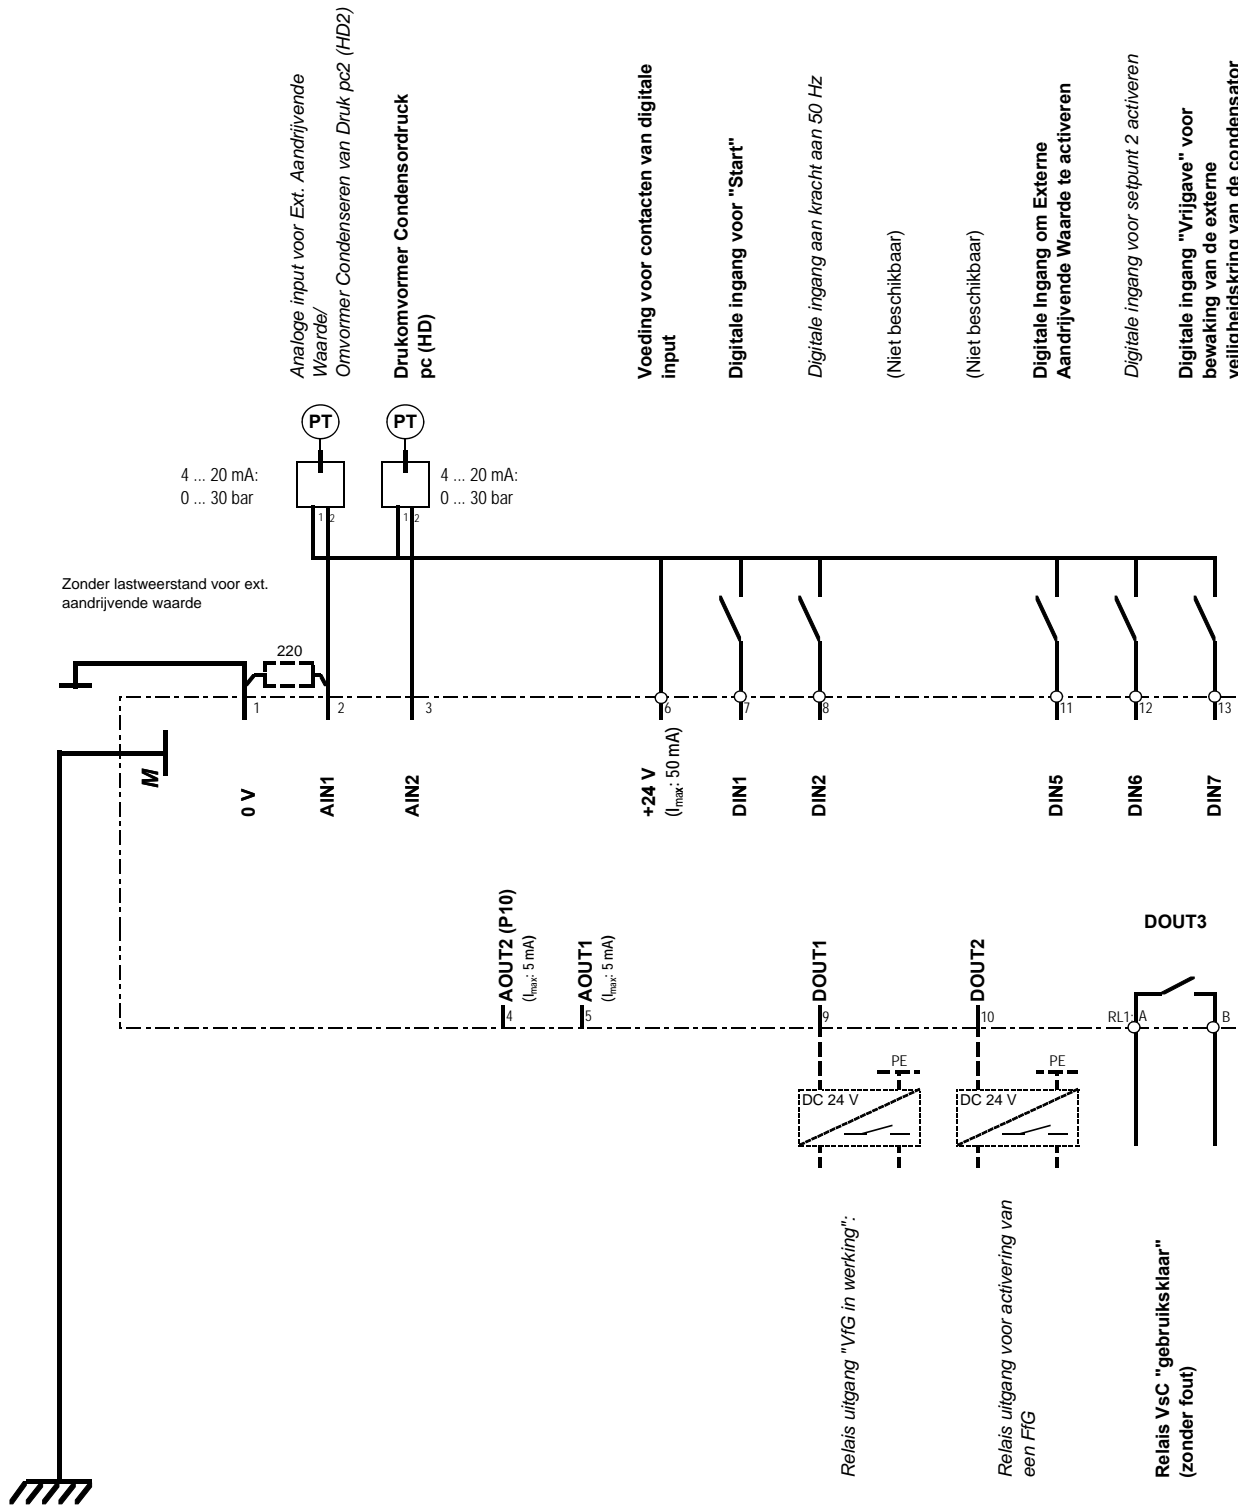 Analoge input voor Ext. Aandrijvende
Waarde/
Omvormer Condenseren van Druk pc2 (HD2)
Drukomvormer Condensordruck
pc (HD)
Voeding voor contacten van digitale
input
Digitale ingang voor "Start"
Digitale ingang aan kracht aan 50 Hz
(Niet beschikbaar)
(Niet beschikbaar)
Digitale Ingang om Externe
Aandrijvende Waarde te activeren
Digitale ingang voor setpunt 2 activeren
Digitale ingang "Vrijgave" voor
bewaking van de externe
veiligheidskring van de condensator
PT
PT
4 ... 20 mA:
0 ... 30 bar
4 ... 20 mA:
0 ... 30 bar
1 2
1 2
Zonder lastweerstand voor ext.
aandrijvende waarde
220
1
2
3
6
7
8
11
12
13
M
0 V
AIN1
AIN2
+24 V
(Imax: 50 mA)
DIN1
DIN2
DIN5
DIN6
DIN7
AOUT2 (P10)
(Imax: 5 mA)
AOUT1
(Imax: 5 mA)
DOUT1
DOUT2
DOUT3
4
5
9
10
RL1: A
B
PE
PE
DC 24 V
DC 24 V
Relais uitgang "VfG in werking":
Relais uitgang voor activering van
een FfG
Relais VsC "gebruiksklaar"
(zonder fout)